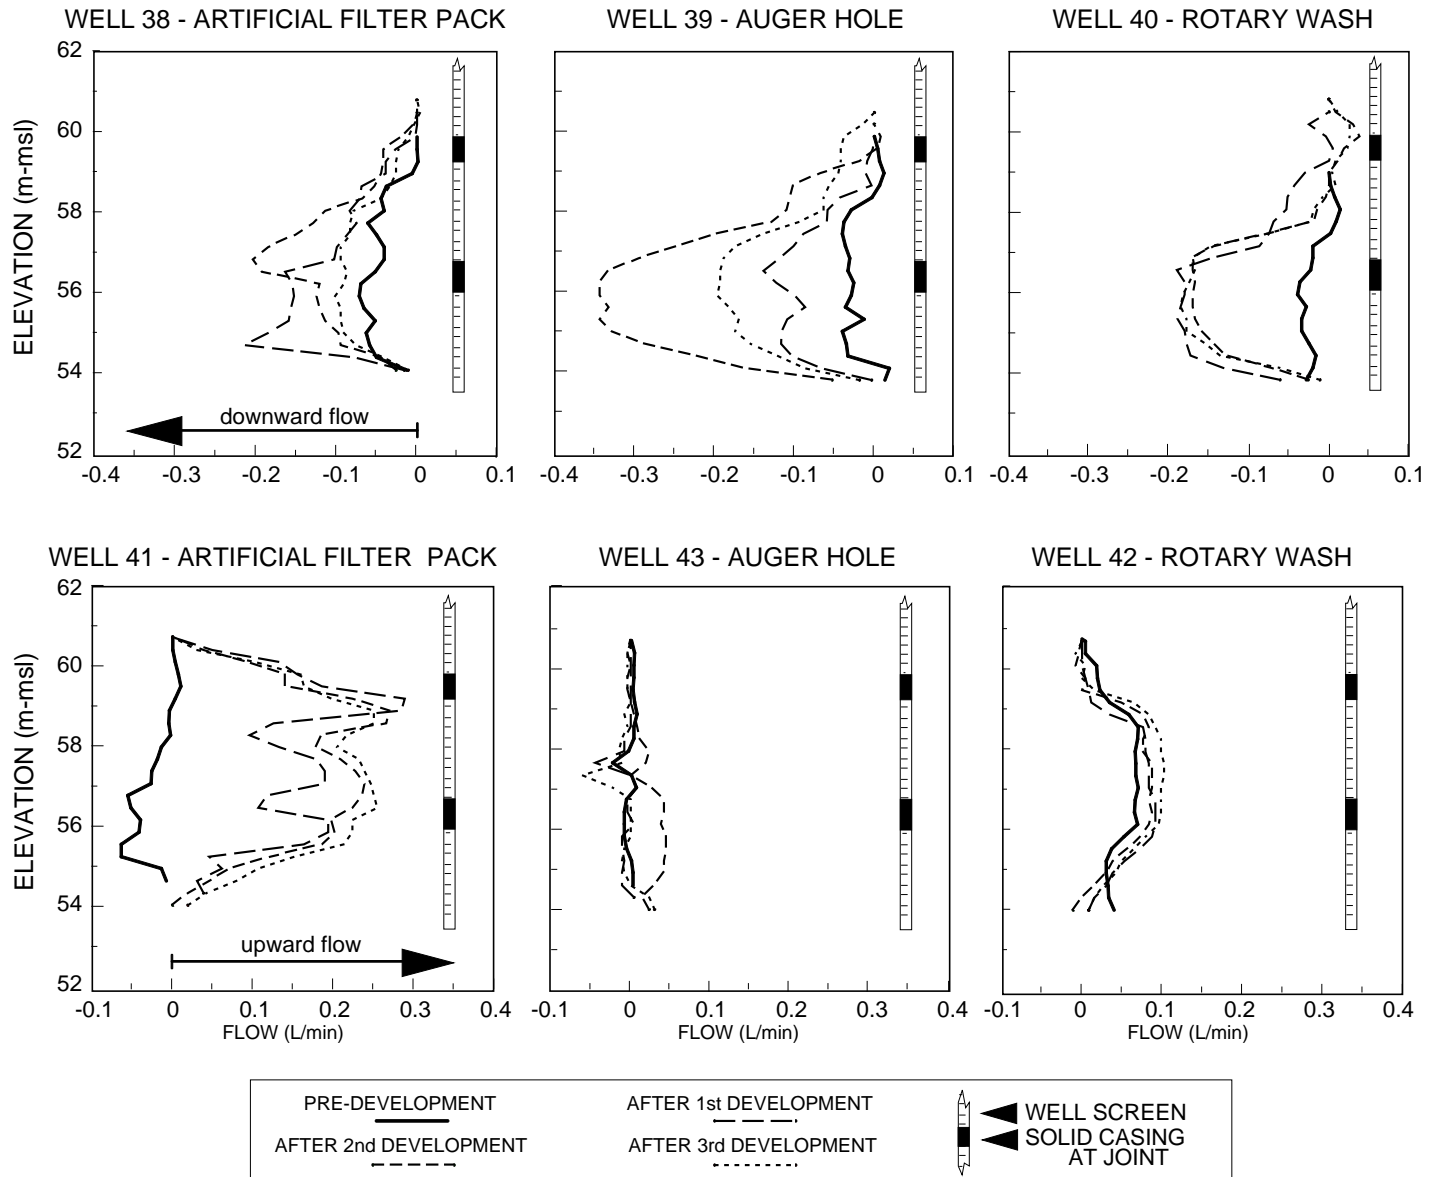 WELL 38 - ARTIFICIAL FILTER PACK
WELL 39 - AUGER HOLE
WELL 40 - ROTARY WASH
ELEVATION (m-msl)
62
60
58
56
54
52
downward flow
-0.4 -0.3 -0.2 -0.1 0 0.1
-0.4 -0.3 -0.2 -0.1 0 0.1
-0.4 -0.3 -0.2 -0.1 0 0.1
WELL 41 - ARTIFICIAL FILTER PACK
WELL 43 - AUGER HOLE
WELL 42 - ROTARY WASH
ELEVATION (m-msl)
62
60
58
56
54
52
upward flow
-0.1 0 0.1 0.2 0.3 0.4
-0.1 0 0.1 0.2 0.3 0.4
-0.1 0 0.1 0.2 0.3 0.4
FLOW (L/min)
FLOW (L/min)
FLOW (L/min)
PRE-DEVELOPMENT
AFTER 1st DEVELOPMENT
AFTER 2nd DEVELOPMENT
AFTER 3rd DEVELOPMENT
WELL SCREEN
SOLID CASING
AT JOINT